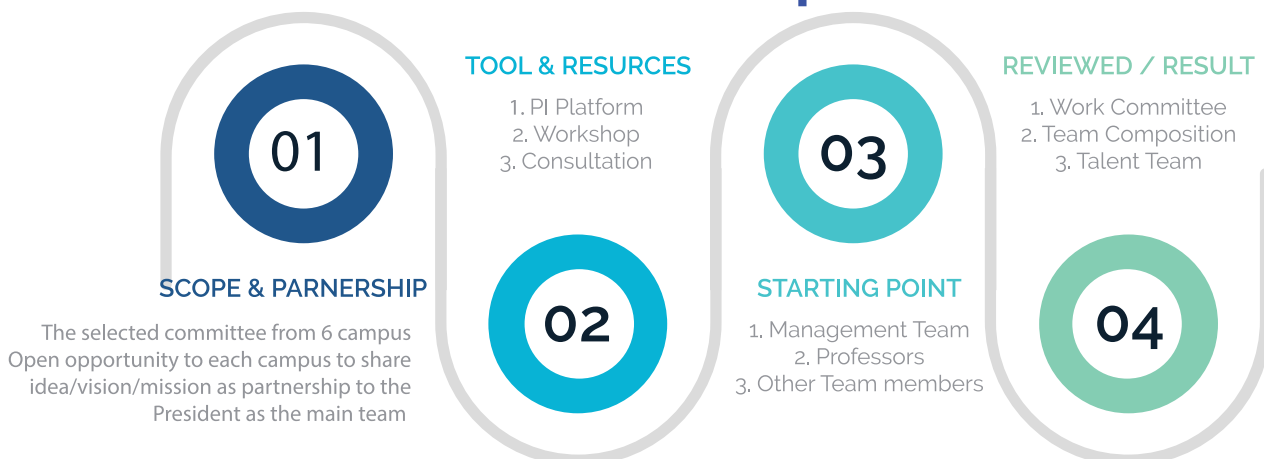 01
SCOPE & PARNERSHIP
The selected committee from 6 campus
Open opportunity to each campus to share
idea/vision/mission as partnership to the
President as the main team
TOOL & RESURCES
1. PI Platform
2. Workshop
3. Consultation
02
03
STARTING POINT
1. Management Team
2. Professors
3. Other Team members
REVIEWED / RESULT
1. Work Committee
2. Team Composition
3. Talent Team
04